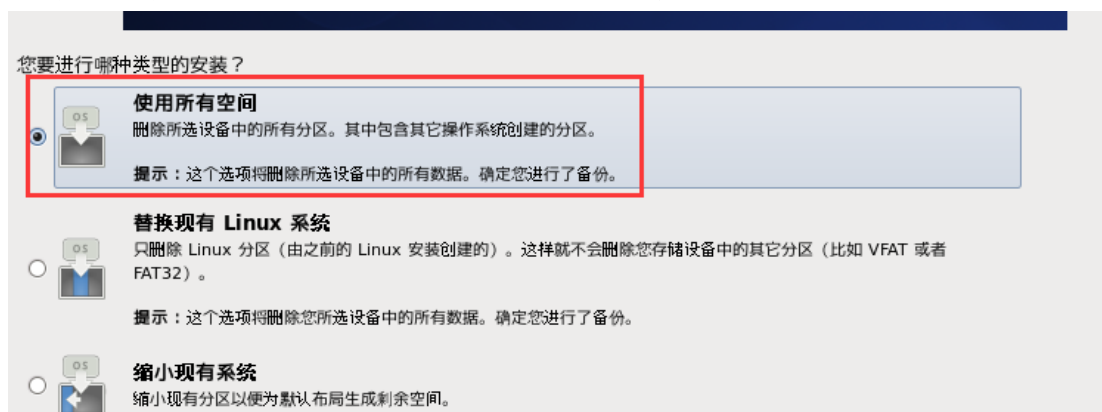 您要进行哪种类型的安装？
使用所有空间
删除所选设备中的所有分区。其中包含其它操作系统创建的分区。
提示：这个选项将删除所选设备中的所有数据。确定您进行了备份。
替换现有 Linux 系统
只删除 Linux 分区（由之前的 Linux 安装创建的）。这样就不会删除您存储设备中的其它分区（比如 VFAT 或者
FAT32）。
提示：这个选项将删除您所选设备中的所有数据。确定您进行了备份。
缩小现有系统
缩小现有分区以便为默认布局生成剩余空间。
OS
OS
OS